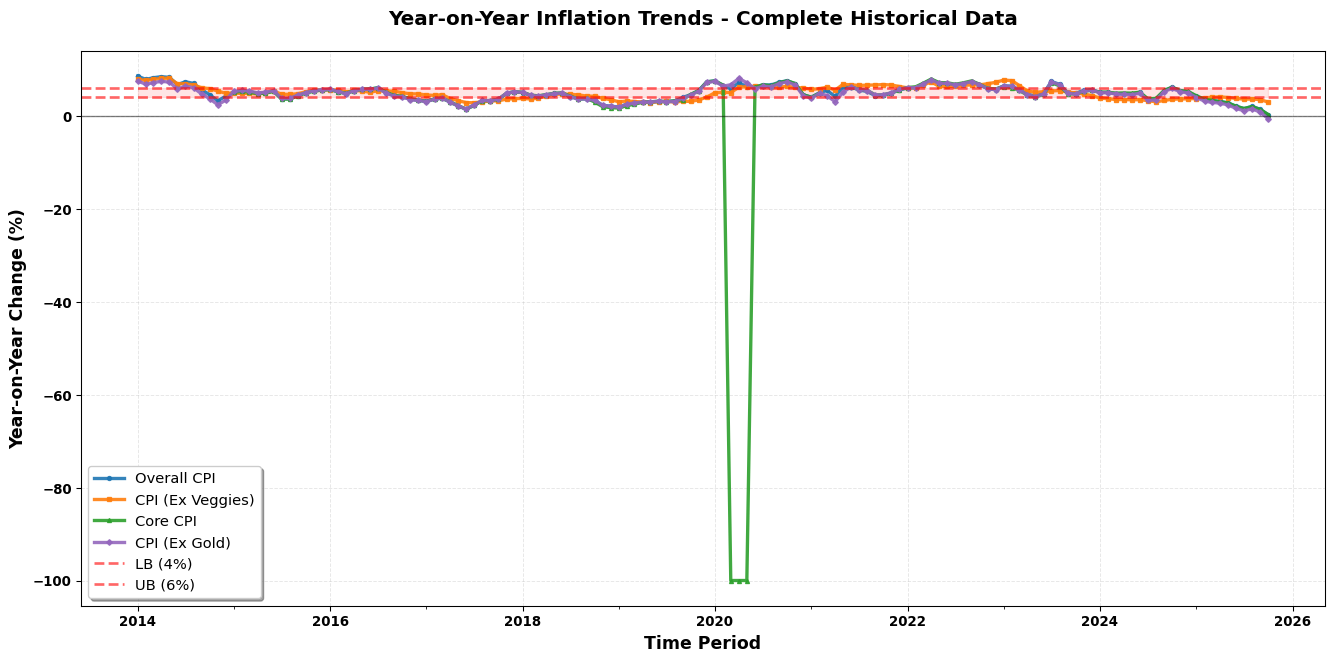 Year-on-Year Inflation Trends - Complete Historical Data
Year-on-Year Change (%)
0
−20
−40
−60
−80
−100
Overall CPI
CPI (Ex Veggies)
Core CPI
CPI (Ex Gold)
LB (4%)
UB (6%)
2014 2016 2018 2020 2022 2024 2026
Time Period